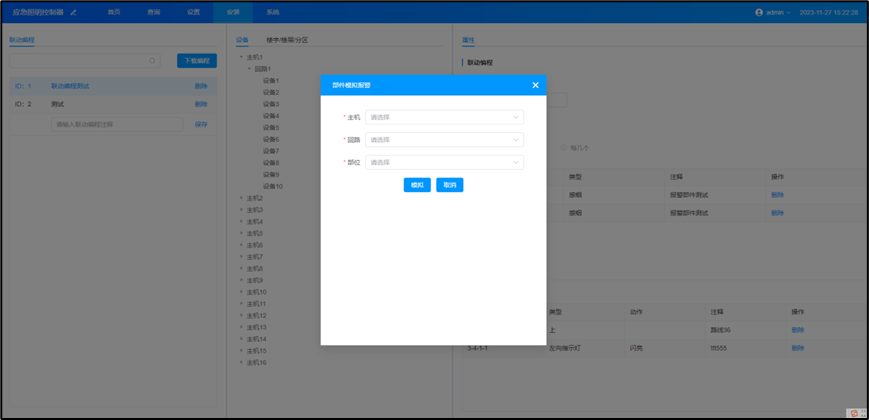 应急照明控制器 首页 查询 设置 安装 系统 admin 2023-11-27 15:22:28
联动编程
下载编程
ID: 1 联动编程测试 删除
ID: 2 测试 删除
请输入联动编程注释 保存
设备 楼宇/楼层/分区
主机1
回路1
设备1
设备2
设备3
设备4
设备5
设备6
设备7
设备8
设备9
设备10
主机2
主机3
主机4
主机5
主机6
主机7
主机8
主机9
主机10
主机11
主机12
主机13
主机14
主机15
主机16
部件模拟报警
* 主机 请选择
* 回路 请选择
* 部位 请选择
模拟 取消
属性
联动编程
每几个
类型 注释 操作
感烟 报警部件测试 删除
感烟 报警部件测试 删除
类型 动作 注释 操作
上 路线36 删除
3-4-1-1 左向指示灯 闪亮 删除